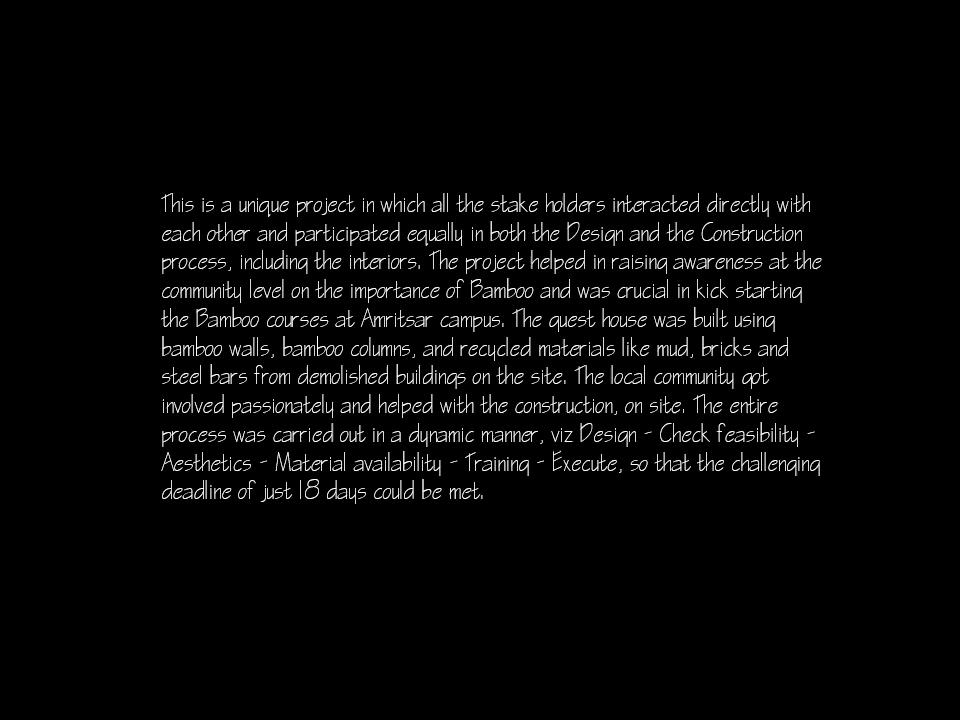 This is a unique project in which all the stake holders interacted directly with
each other and participated equally in both the Design and the Construction
process, including the interiors. The project helped in raising awareness at the
community level on the importance of Bamboo and was crucial in kick starting
the Bamboo courses at Amritsar campus. The guest house was built using
bamboo walls, bamboo columns, and recycled materials like mud, bricks and
steel bars from demolished buildings on the site. The local community got
involved passionately and helped with the construction, on site. The entire
process was carried out in a dynamic manner, viz Design - Check feasibility -
Aesthetics - Material availability - Training - Execute, so that the challenging
deadline of just 18 days could be met.